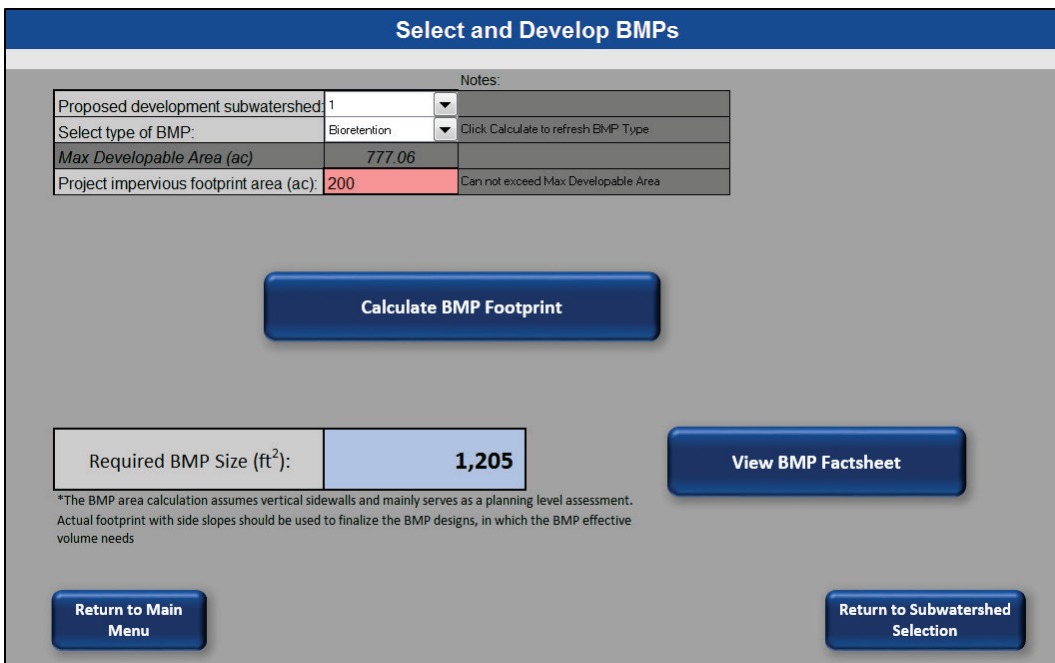 Select and Develop BMPs
Notes:
Proposed development subwatershed: 1
Select type of BMP: Bioretention Click Calculate to refresh BMP Type
Max Developable Area (ac) 777.06
Project impervious footprint area (ac): 200 Can not exceed Max Developable Area
Calculate BMP Footprint
Required BMP Size (ft²): 1,205
View BMP Factsheet
*The BMP area calculation assumes vertical sidewalls and mainly serves as a planning level assessment.
Actual footprint with side slopes should be used to finalize the BMP designs, in which the BMP effective
volume needs
Return to Main
Menu
Return to Subwatershed
Selection